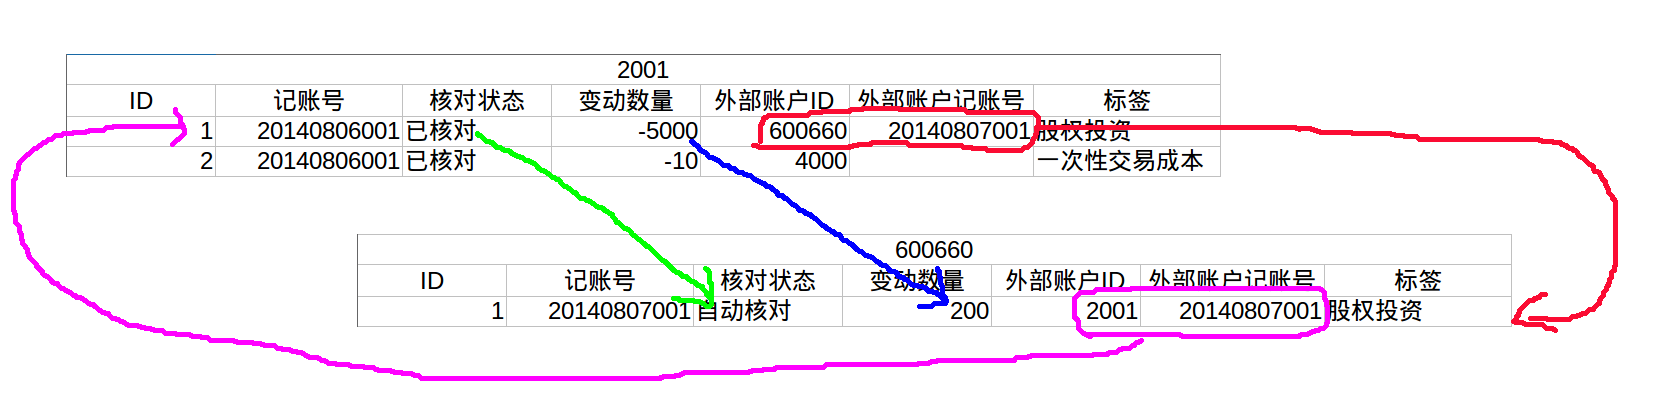 2001
ID 记账号 核对状态 变动数量 外部账户ID 外部账户记账号 标签
1 20140806001 已核对 -5000 600660 20140807001 股权投资
2 20140806001 已核对 -10 4000 一次性交易成本
600660
ID 记账号 核对状态 变动数量 外部账户ID 外部账户记账号 标签
1 20140807001 自动核对 200 2001 20140807001 股权投资